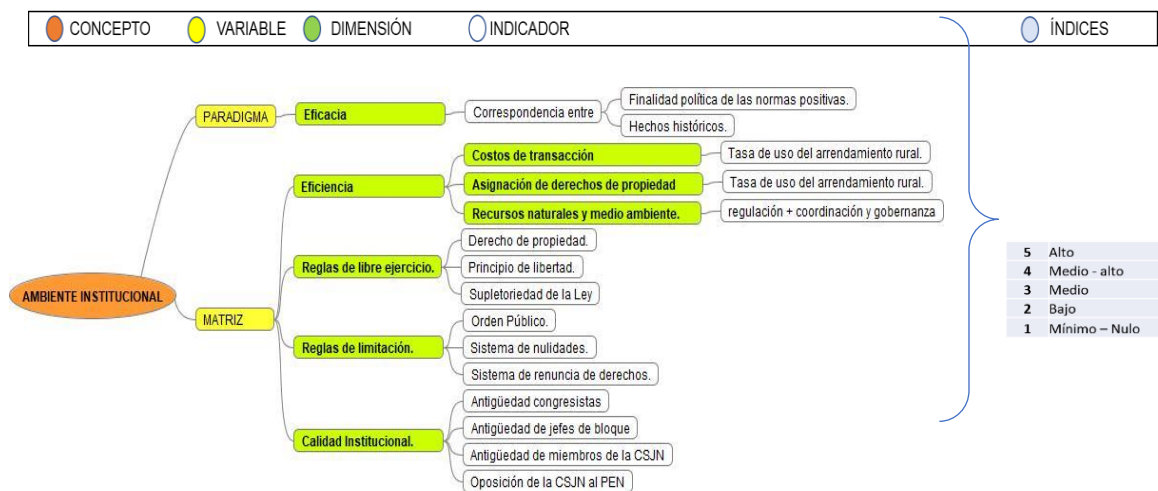 CONCEPTO VARIABLE DIMENSIÓN INDICADOR ÍNDICES
AMBIENTE INSTITUCIONAL
PARADIGMA
Eficacia
Correspondencia entre
Finalidad política de las normas positivas.
Hechos históricos.
MATRIZ
Eficiencia
Costos de transacción
Tasa de uso del arrendamiento rural.
Asignación de derechos de propiedad
Tasa de uso del arrendamiento rural.
Recursos naturales y medio ambiente.
regulación + coordinación y gobernanza
Reglas de libre ejercicio.
Derecho de propiedad.
Principio de libertad.
Supletoriedad de la Ley
Reglas de limitación.
Orden Público.
Sistema de nulidades.
Sistema de renuncia de derechos.
Calidad Institucional.
Antigüedad congresistas
Antigüedad de jefes de bloque
Antigüedad de miembros de la CSJN
Oposición de la CSJN al PEN
5 Alto
4 Medio - alto
3 Medio
2 Bajo
1 Mínimo – Nulo